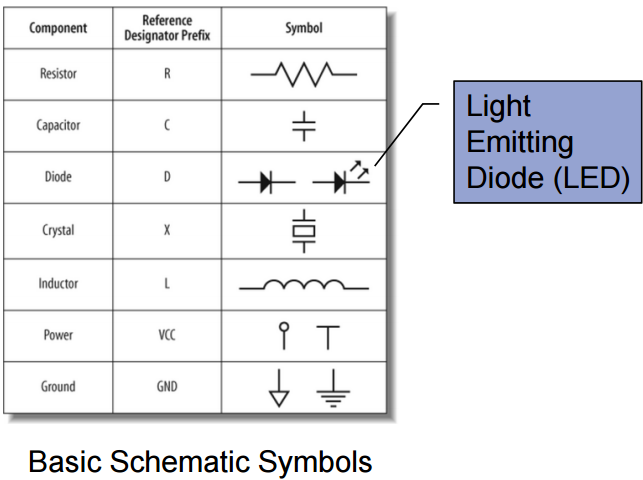 Component Reference Designator Prefix Symbol
Resistor R
Capacitor C
Diode D
Crystal X
Inductor L
Power VCC
Ground GND
Light
Emitting
Diode (LED)
Basic Schematic Symbols